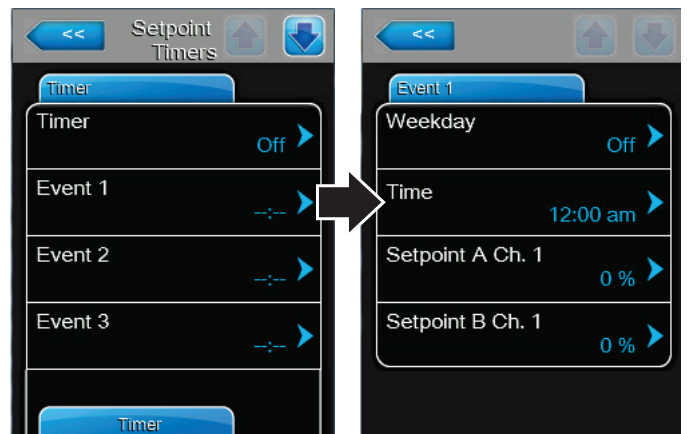 <<
Setpoint
Timers
Timer
Timer
Off
Event 1
--:--
Event 2
--:--
Event 3
--:--
Timer
<<
Event 1
Weekday
Off
Time
12:00 am
Setpoint A Ch. 1
0 %
Setpoint B Ch. 1
0 %